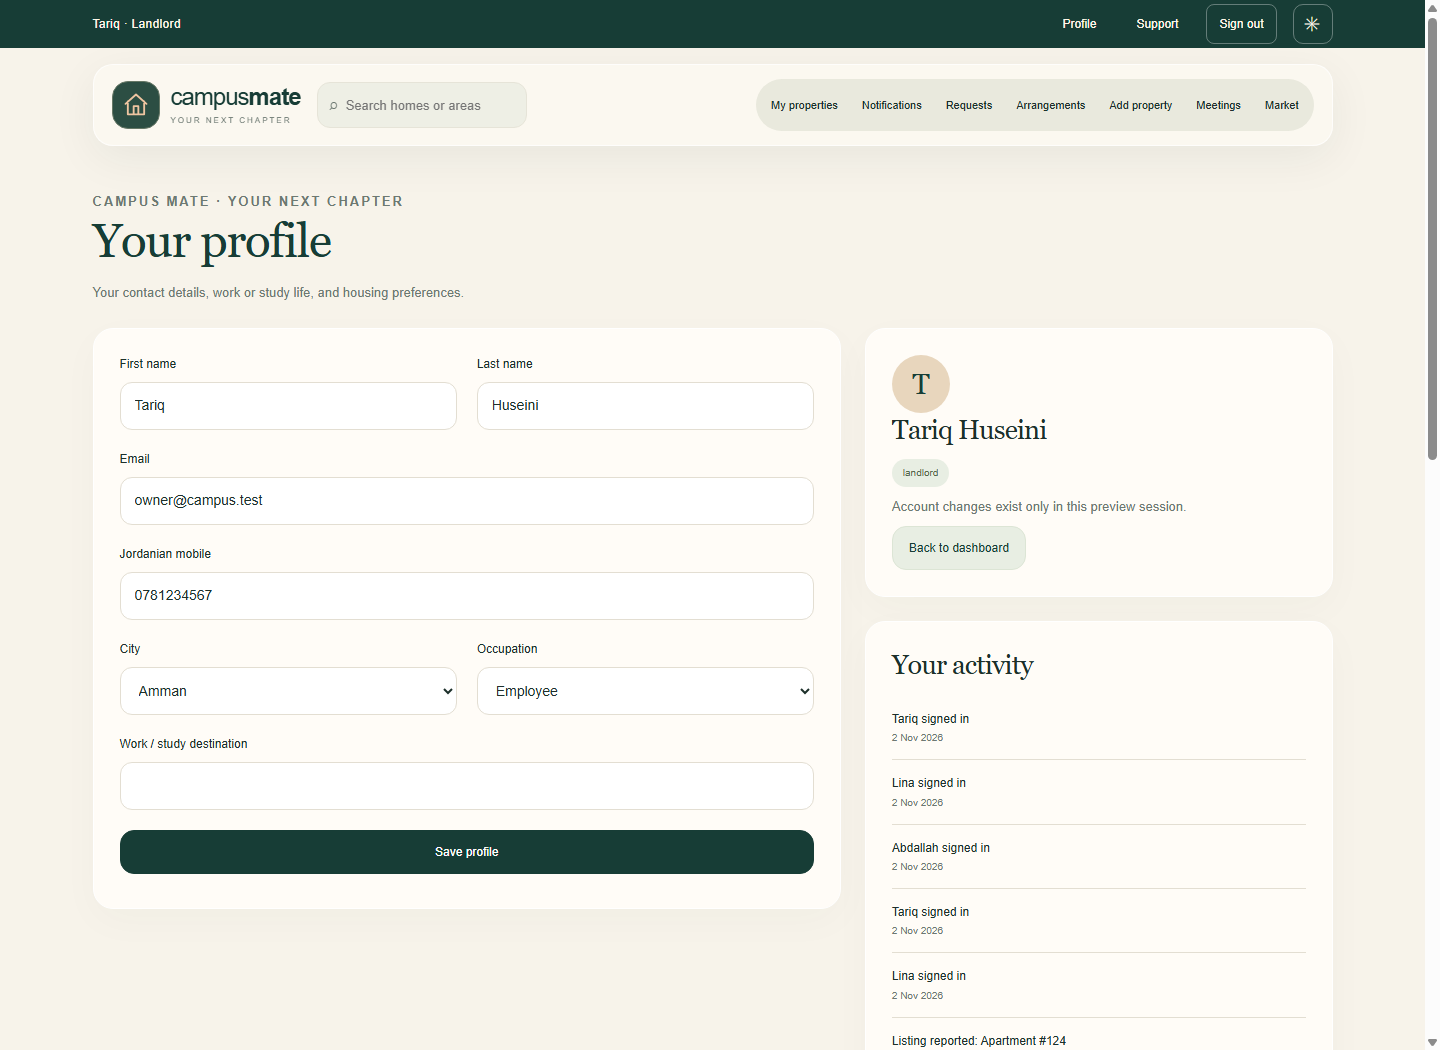 Tariq · Landlord
Profile
Support
Sign out
campusmate
YOUR NEXT CHAPTER
Search homes or areas
My properties
Notifications
Requests
Arrangements
Add property
Meetings
Market
CAMPUS MATE · YOUR NEXT CHAPTER
Your profile
Your contact details, work or study life, and housing preferences.
First name
Last name
Tariq
Huseini
Email
owner@campus.test
Jordanian mobile
0781234567
City
Occupation
Amman
Employee
Work / study destination
Save profile
T
Tariq Huseini
landlord
Account changes exist only in this preview session.
Back to dashboard
Your activity
Tariq signed in
2 Nov 2026
Lina signed in
2 Nov 2026
Abdallah signed in
2 Nov 2026
Tariq signed in
2 Nov 2026
Lina signed in
2 Nov 2026
Listing reported: Apartment #124